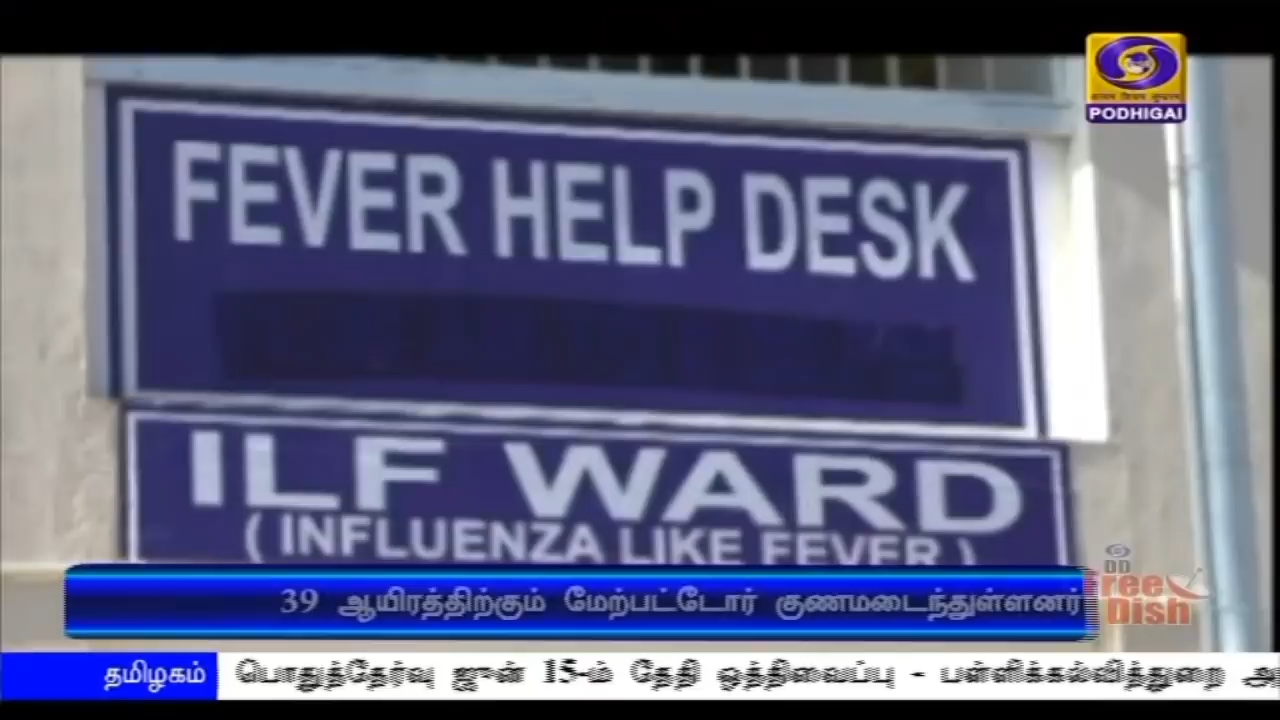 PODHIGAI
FEVER HELP DESK
ILF WARD
( INFLUENZA LIKE FEVER )
DD
Free
Dish
39 ஆயிரத்திற்கும் மேற்பட்டோர் குணமடைந்துள்ளனர்
தமிழகம்
பொதுத்தேர்வு ஜுன் 15-ம் தேதி ஒத்திவைப்பு - பள்ளிக்கல்வித்துறை